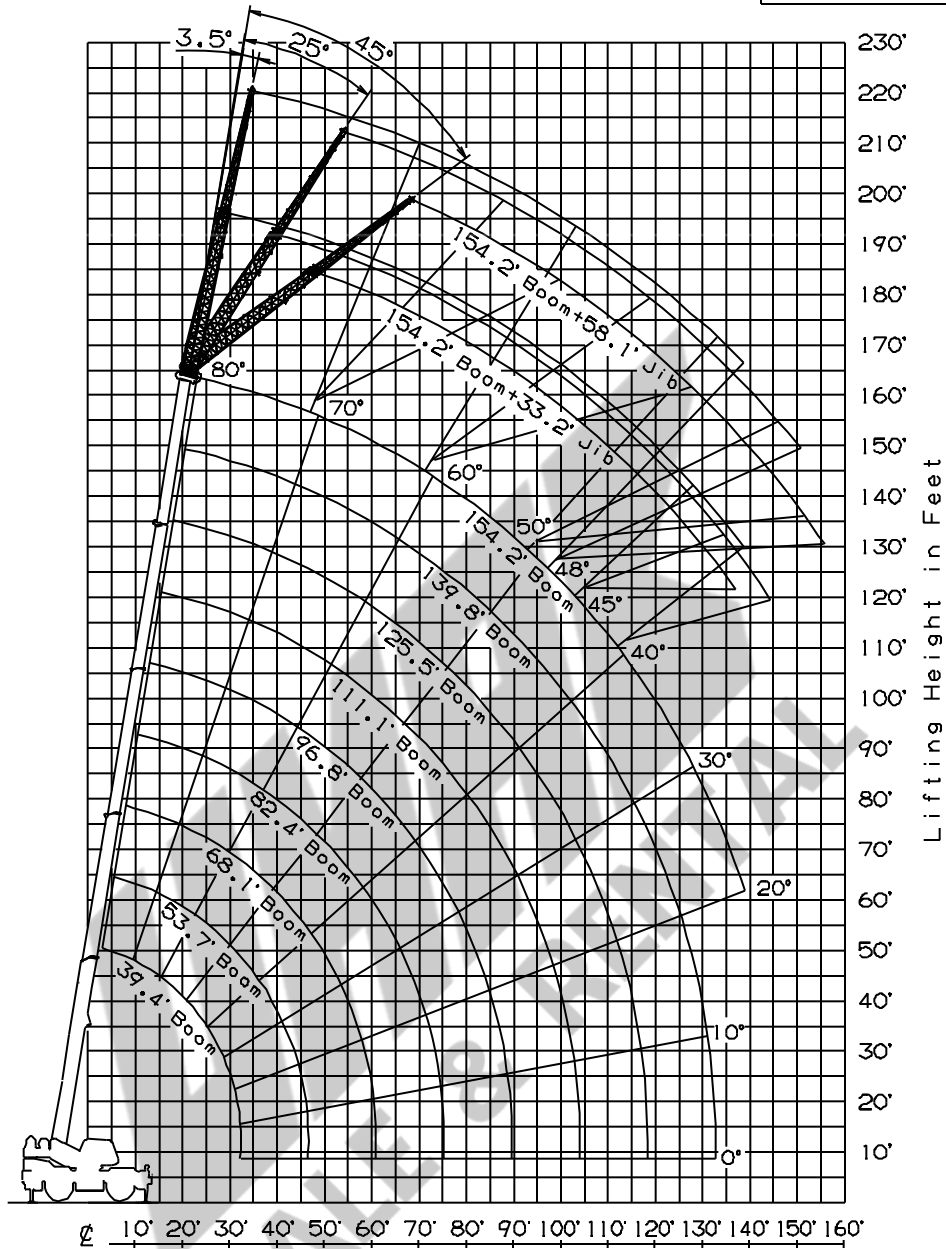 3.5°
25°
45°
230'
220'
210'
200'
190'
180'
170'
160'
150'
140'
130'
120'
110'
100'
90'
80'
70'
60'
50'
40'
30'
20'
10'
Lifting Height in Feet
154.2' Boom+58.1' Jib
154.2' Boom+33.2' Jib
80°
70°
60°
50°
48°
45°
40°
30°
20°
10°
0°
154.2' Boom
139.8' Boom
125.5' Boom
111.1' Boom
96.8' Boom
82.4' Boom
68.1' Boom
53.7' Boom
39.4' Boom
& RENTAL
℄ 10' 20' 30' 40' 50' 60' 70' 80' 90' 100' 110' 120' 130' 140' 150' 160'